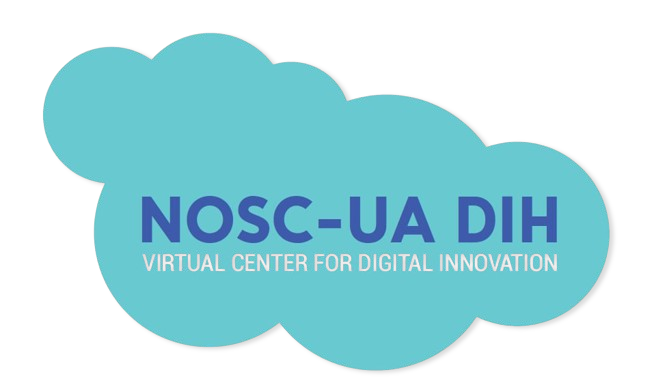 NOSC-UA DIH
VIRTUAL CENTER FOR DIGITAL INNOVATION